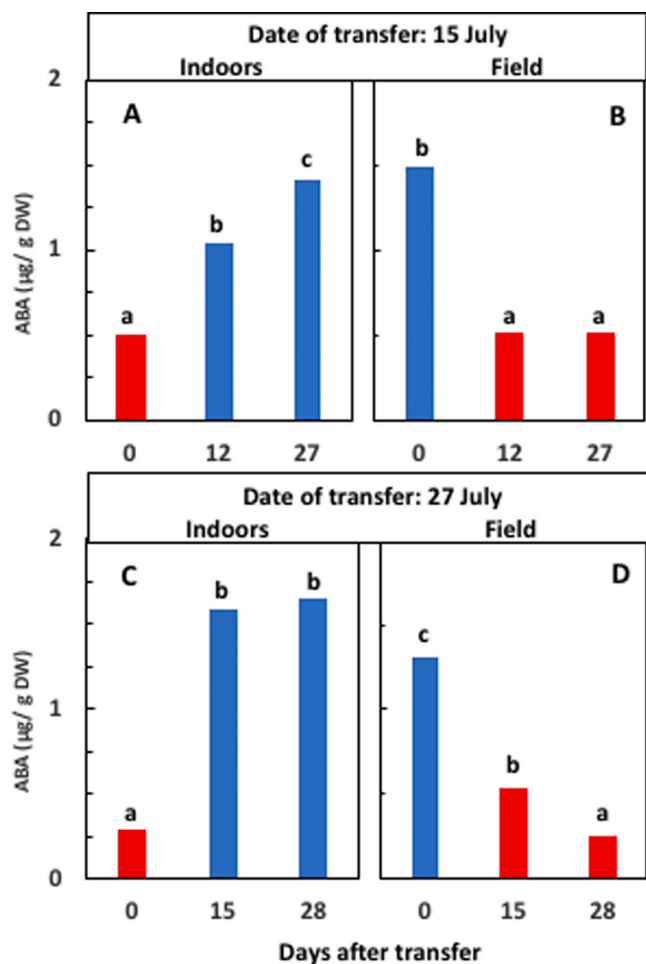 Date of transfer: 15 July
Indoors Field
A B
2
1
0
ABA (µg/ g DW)
a b c b a a
0 12 27 0 12 27
Date of transfer: 27 July
Indoors Field
C D
2
1
0
ABA (µg/ g DW)
a b b c b a
0 15 28 0 15 28
Days after transfer